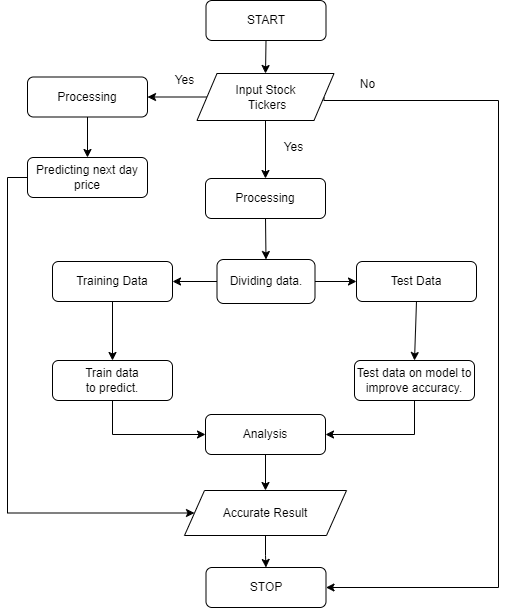 START
Yes
No
Input Stock
Tickers
Processing
Yes
Predicting next day
price
Processing
Training Data
Dividing data.
Test Data
Train data
to predict.
Test data on model to
improve accuracy.
Analysis
Accurate Result
STOP